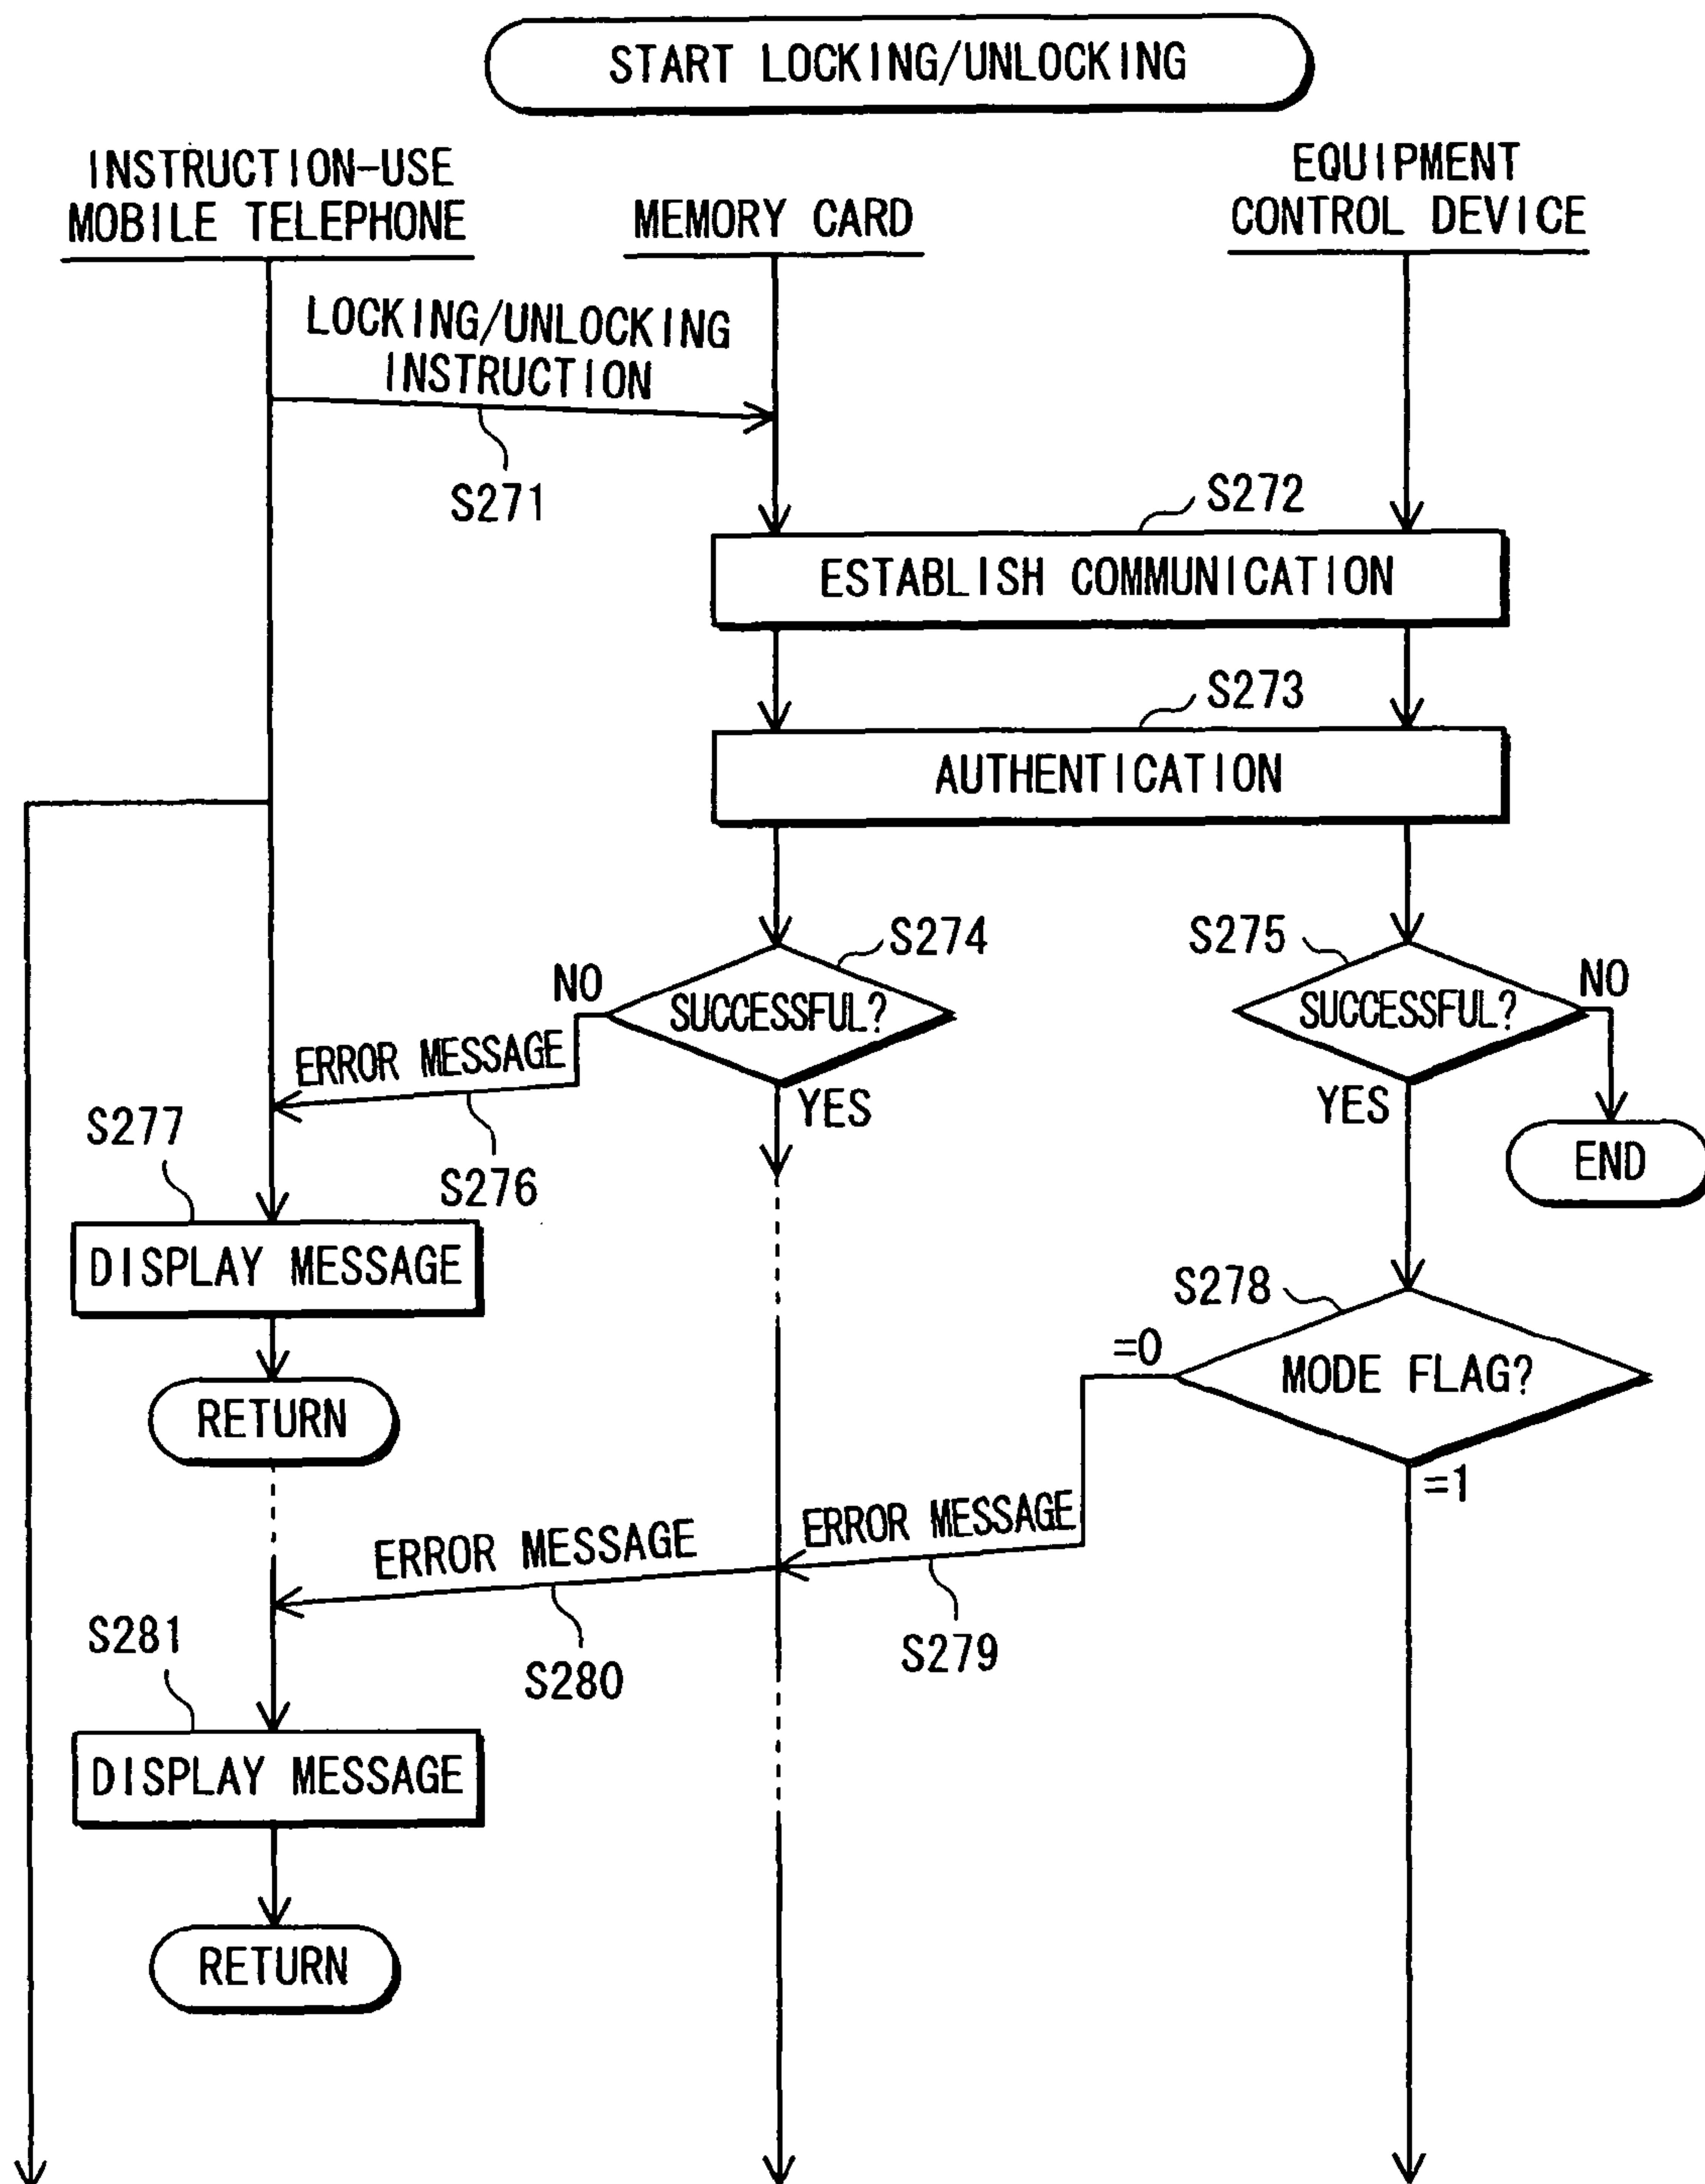 START LOCKING/UNLOCKING
INSTRUCTION-USE
MOBILE TELEPHONE
MEMORY CARD
EQUIPMENT
CONTROL DEVICE
LOCKING/UNLOCKING
INSTRUCTION
S271
S272
ESTABLISH COMMUNICATION
S273
AUTHENTICATION
S274
SUCCESSFUL?
NO
YES
S275
SUCCESSFUL?
NO
YES
END
ERROR MESSAGE
S276
S277
DISPLAY MESSAGE
RETURN
S278
MODE FLAG?
=0
=1
ERROR MESSAGE
S279
ERROR MESSAGE
S280
S281
DISPLAY MESSAGE
RETURN